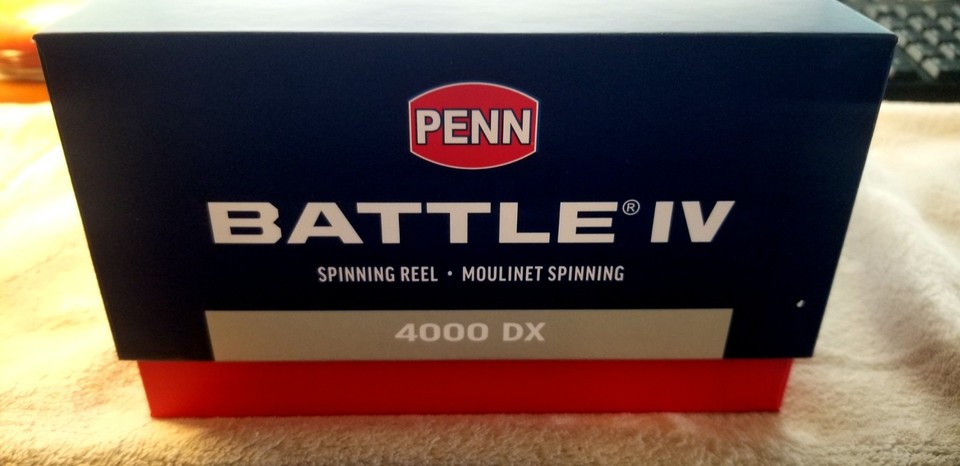 PENN
BATTLE® IV
SPINNING REEL • MOULINET SPINNING
4000 DX